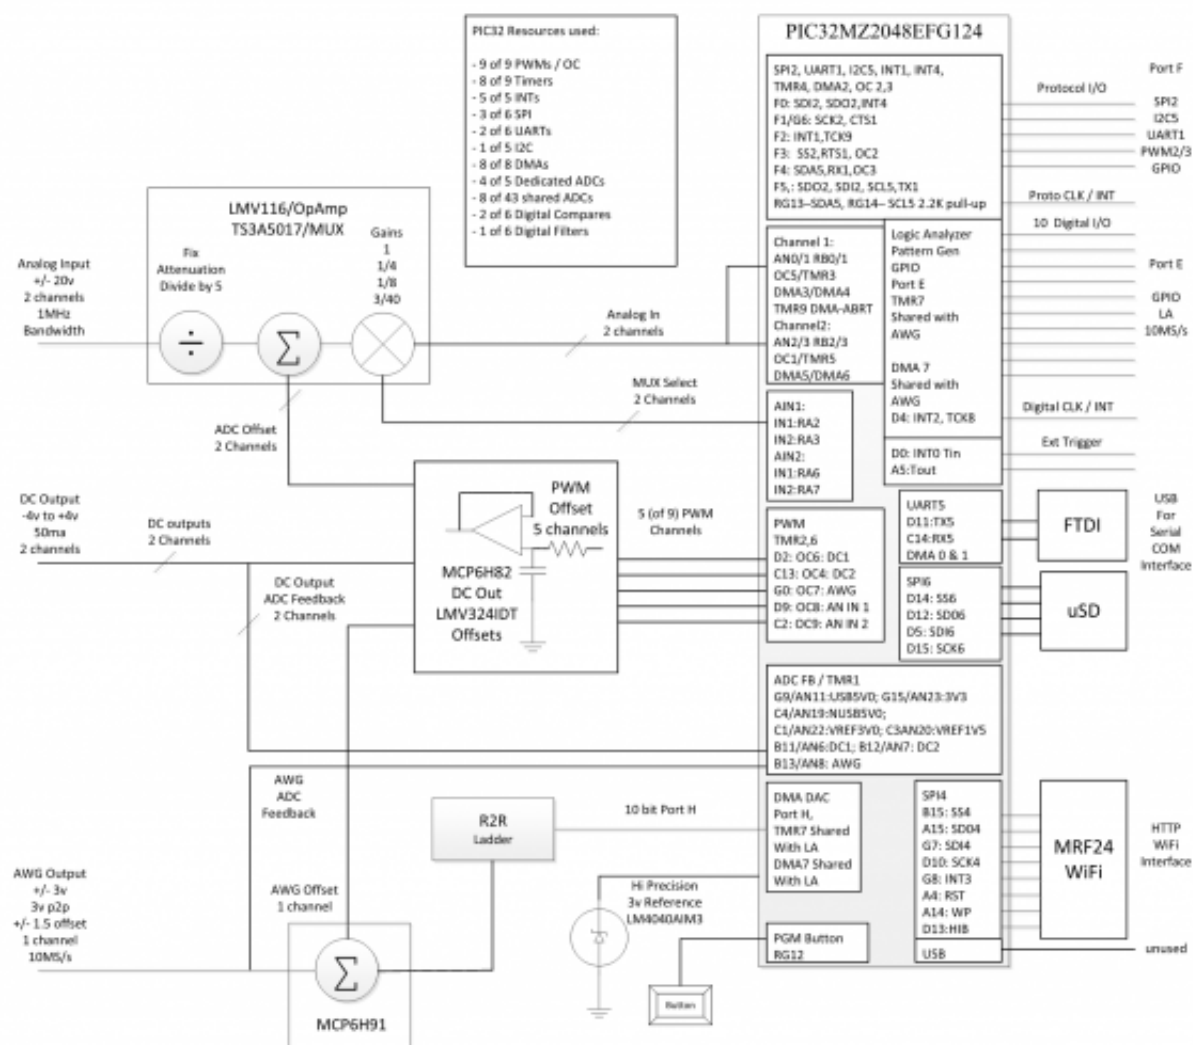 PIC32 Resources used:
- 9 of 9 PWMs / OC
- 8 of 9 Timers
- 5 of 5 INTs
- 3 of 6 SPI
- 2 of 6 UARTs
- 1 of 5 I2C
- 8 of 8 DMAs
- 4 of 5 Dedicated ADCs
- 8 of 43 shared ADCs
- 2 of 6 Digital Compares
- 1 of 6 Digital Filters
PIC32MZ2048EFG124
SPI2, UART1, I2C5, INT1, INT4,
TMR4, DMA2, OC 2,3
F0: SDI2, SDO2,INT4
F1/G6: SCK2, CTS1
F2: INT1,TCK9
F3: SS2,RTS1, OC2
F4: SDA5,RX1,OC3
F5,: SDO2, SDI2, SCL5,TX1
RG13--SDA5, RG14-- SCL5 2.2K pull-up
Protocol I/O
Port F
SPI2
I2C5
UART1
PWM2/3
GPIO
Proto CLK / INT
10 Digital I/O
Port E
GPIO
LA
10MS/s
Digital CLK / INT
Ext Trigger
LMV116/OpAmp
TS3A5017/MUX
Fix
Attenuation
Divide by 5
Gains
1
1/4
1/8
3/40
÷
Σ
Analog Input
+/- 20v
2 channels
1MHz
Bandwidth
Analog In
2 channels
MUX Select
2 Channels
ADC Offset
2 Channels
Channel 1:
AN0/1 RB0/1
OC5/TMR3
DMA3/DMA4
TMR9 DMA-ABRT
Channel2:
AN2/3 RB2/3
OC1/TMR5
DMA5/DMA6
Logic Analyzer
Pattern Gen
GPIO
Port E
TMR7
Shared with
AWG
DMA 7
Shared with
AWG
D4: INT2, TCK8
D0: INT0 Tin
A5:Tout
AIN1:
IN1:RA2
IN2:RA3
AIN2:
IN1:RA6
IN2:RA7
DC Output
-4v to +4v
50ma
2 channels
DC outputs
2 Channels
DC Output
ADC Feedback
2 Channels
PWM
Offset
5 channels
MCP6H82
DC Out
LMV324IDT
Offsets
5 (of 9) PWM
Channels
PWM
TMR2,6
D2: OC6: DC1
C13: OC4: DC2
G0: OC7: AWG
D9: OC8: AN IN 1
C2: OC9: AN IN 2
UART5
D11:TX5
C14:RX5
DMA 0 & 1
FTDI
USB
For
Serial
COM
Interface
SPI6
D14: SS6
D12: SDO6
D5: SDI6
D15: SCK6
uSD
ADC FB / TMR1
G9/AN11:USB5V0; G15/AN23:3V3
C4/AN19:NUSB5V0;
C1/AN22:VREF3V0; C3AN20:VREF1V5
B11/AN6:DC1; B12/AN7: DC2
B13/AN8: AWG
AWG
ADC
Feedback
R2R
Ladder
10 bit Port H
DMA DAC
Port H,
TMR7 Shared
With LA
DMA7 Shared
With LA
SPI4
B15: SS4
A15: SDO4
G7: SDI4
D10: SCK4
G8: INT3
A4: RST
A14: WP
D13:HIB
USB
MRF24
WiFi
HTTP
WiFi
Interface
unused
AWG Output
+/- 3v
3v p2p
+/- 1.5 offset
1 channel
10MS/s
AWG Offset
1 channel
Σ
MCP6H91
Hi Precision
3v Reference
LM4040AIM3
PGM Button
RG12
Button